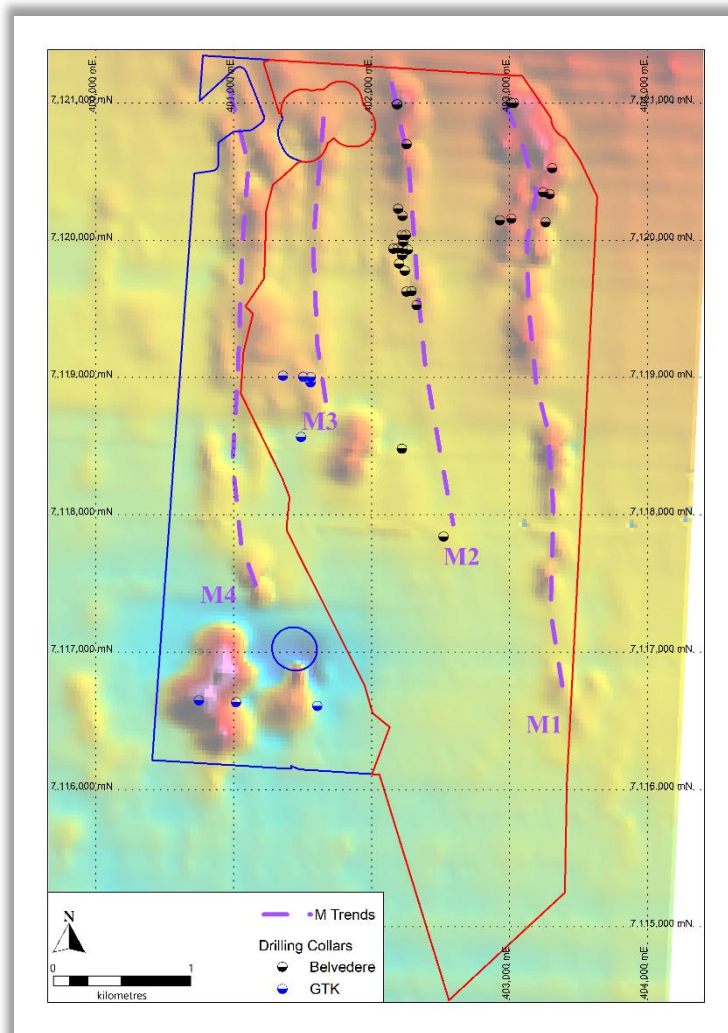 400,000 mE
401,000 mE
402,000 mE
403,000 mE
7,121,000 mN
7,121,000 mN
7,120,000 mN
7,120,000 mN
7,119,000 mN
7,119,000 mN
M3
7,118,000 mN
7,118,000 mN
M2
M4
7,117,000 mN
7,117,000 mN
M1
7,116,000 mN
7,116,000 mN
7,115,000 mN
403,000 mE
404,000 mE
M Trends
N
Drilling Collars
0 1
Belvedere
kilometres
GTK